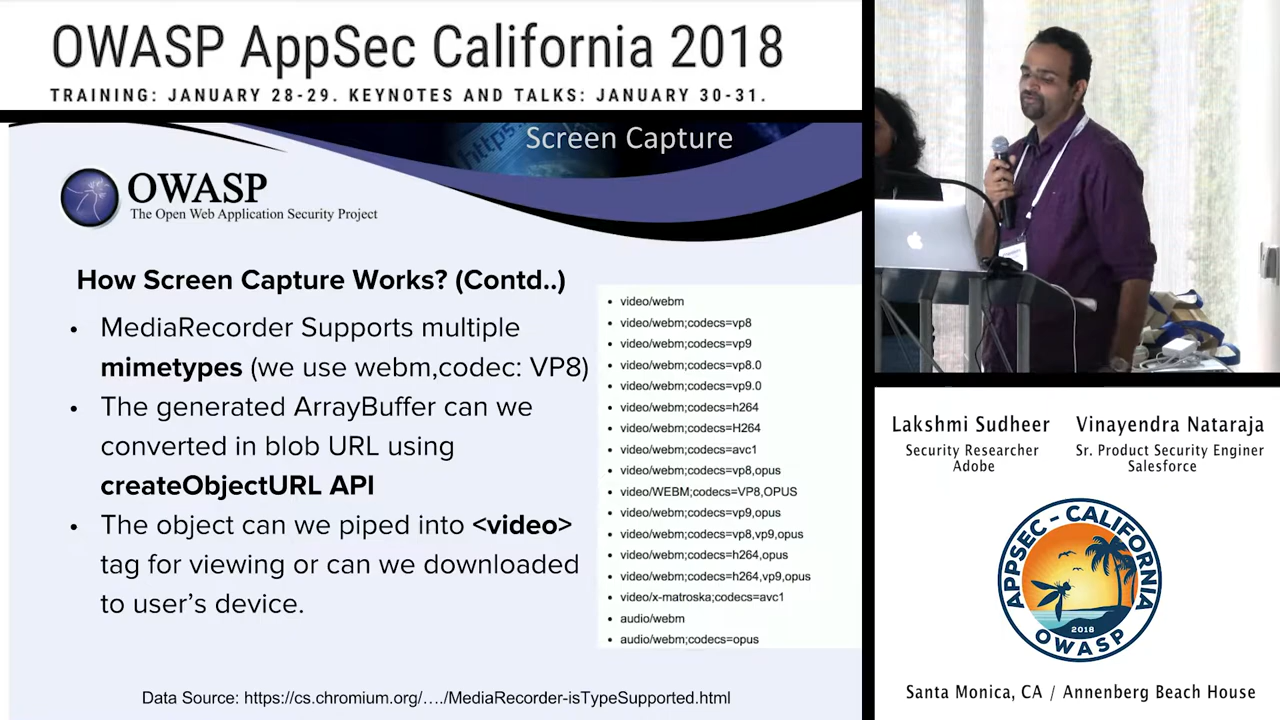 OWASP AppSec California 2018
TRAINING: JANUARY 28-29. KEYNOTES AND TALKS: JANUARY 30-31.
https:
Screen Capture
OWASP
The Open Web Application Security Project
How Screen Capture Works? (Contd..)
• MediaRecorder Supports multiple
mimetypes (we use webm,codec: VP8)
• The generated ArrayBuffer can we
converted in blob URL using
createObjectURL API
• The object can we piped into <video>
tag for viewing or can we downloaded
to user's device.
• video/webm
• video/webm;codecs=vp8
• video/webm;codecs=vp9
• video/webm;codecs=vp8.0
• video/webm;codecs=vp9.0
• video/webm;codecs=h264
• video/webm;codecs=H264
• video/webm;codecs=avc1
• video/webm;codecs=vp8,opus
• video/WEBM;codecs=VP8,OPUS
• video/webm;codecs=vp9,opus
• video/webm;codecs=vp8,vp9,opus
• video/webm;codecs=h264,opus
• video/webm;codecs=h264,vp9,opus
• video/x-matroska;codecs=avc1
• audio/webm
• audio/webm;codecs=opus
Data Source: https://cs.chromium.org/…./MediaRecorder-isTypeSupported.html
Lakshmi Sudheer
Security Researcher
Adobe
Vinayendra Nataraja
Sr. Product Security Enginer
Salesforce
APPSEC - CALIFORNIA
2018
OWASP
Santa Monica, CA / Annenberg Beach House